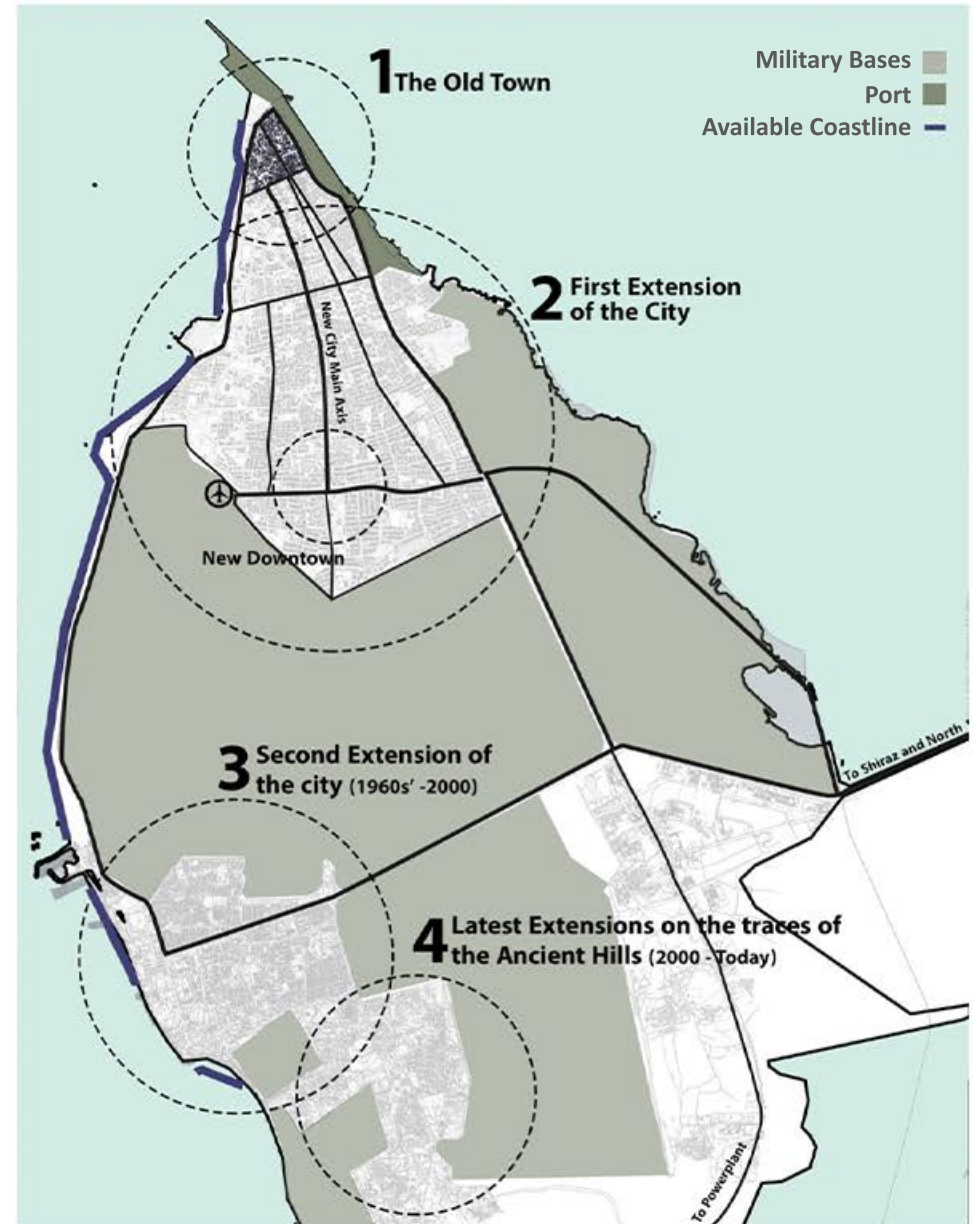 1 The Old Town
Military Bases
Port
Available Coastline
2 First Extension
of the City
New City Main Axis
New Downtown
3 Second Extension of
the city (1960s' -2000)
To Shiraz and North
4 Latest Extensions on the traces of
the Ancient Hills (2000 - Today)
To Powerplant